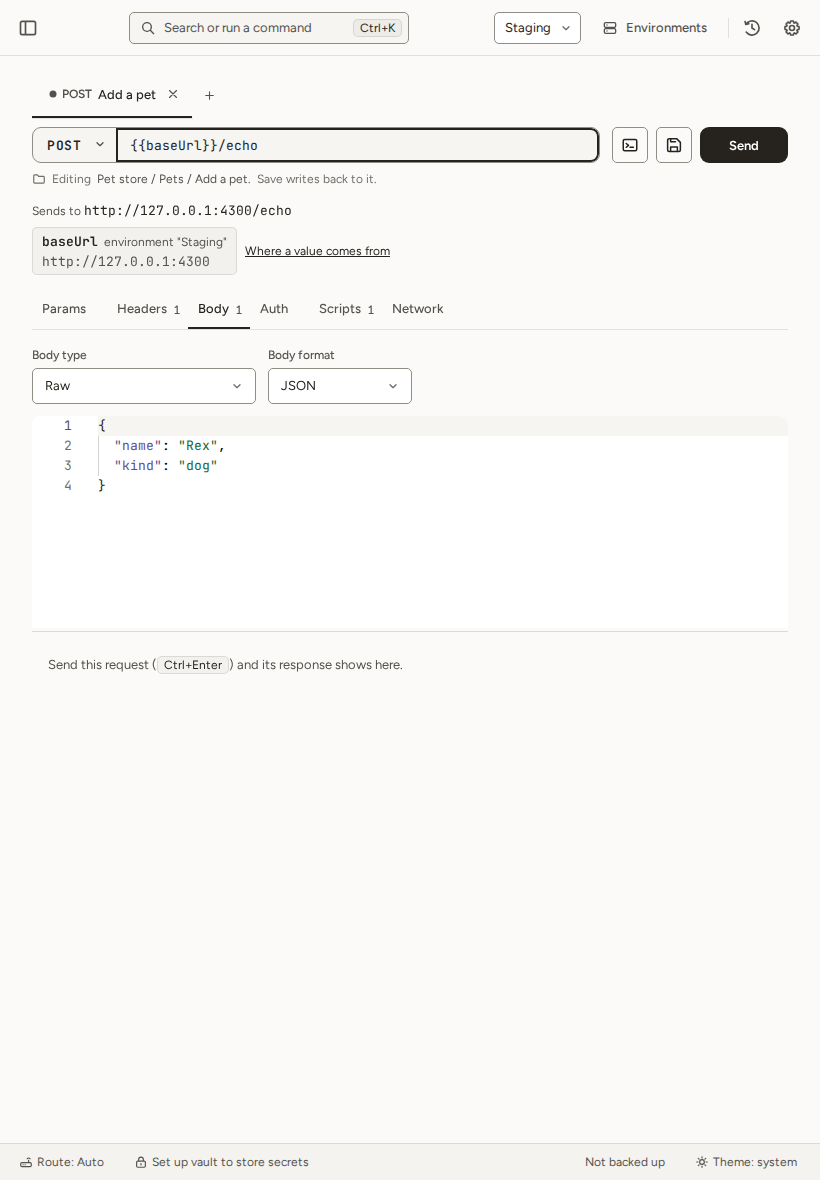 Search or run a command Ctrl+K Staging Environments
POST Add a pet
POST {{baseUrl}}/echo Send
Editing Pet store / Pets / Add a pet. Save writes back to it.
Sends to http://127.0.0.1:4300/echo
baseUrl environment "Staging"
http://127.0.0.1:4300
Where a value comes from
Params Headers 1 Body 1 Auth Scripts 1 Network
Body type Body format
Raw JSON
1 {
2 "name": "Rex",
3 "kind": "dog"
4 }
Send this request (Ctrl+Enter) and its response shows here.
Route: Auto Set up vault to store secrets Not backed up Theme: system